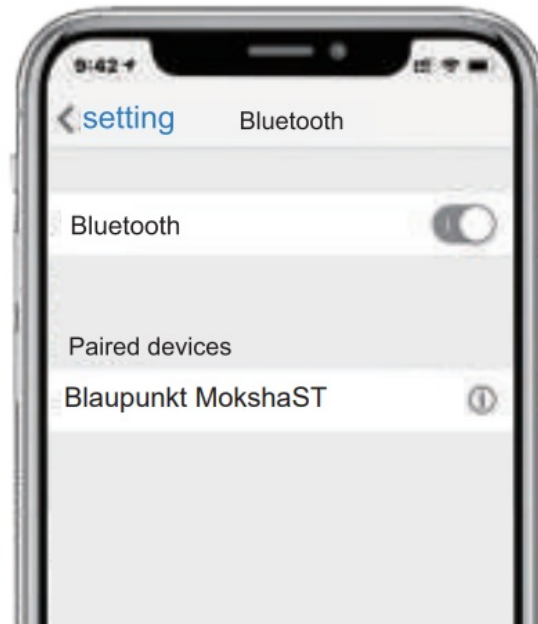 9:42
setting Bluetooth
Bluetooth
Paired devices
Blaupunkt MokshaST